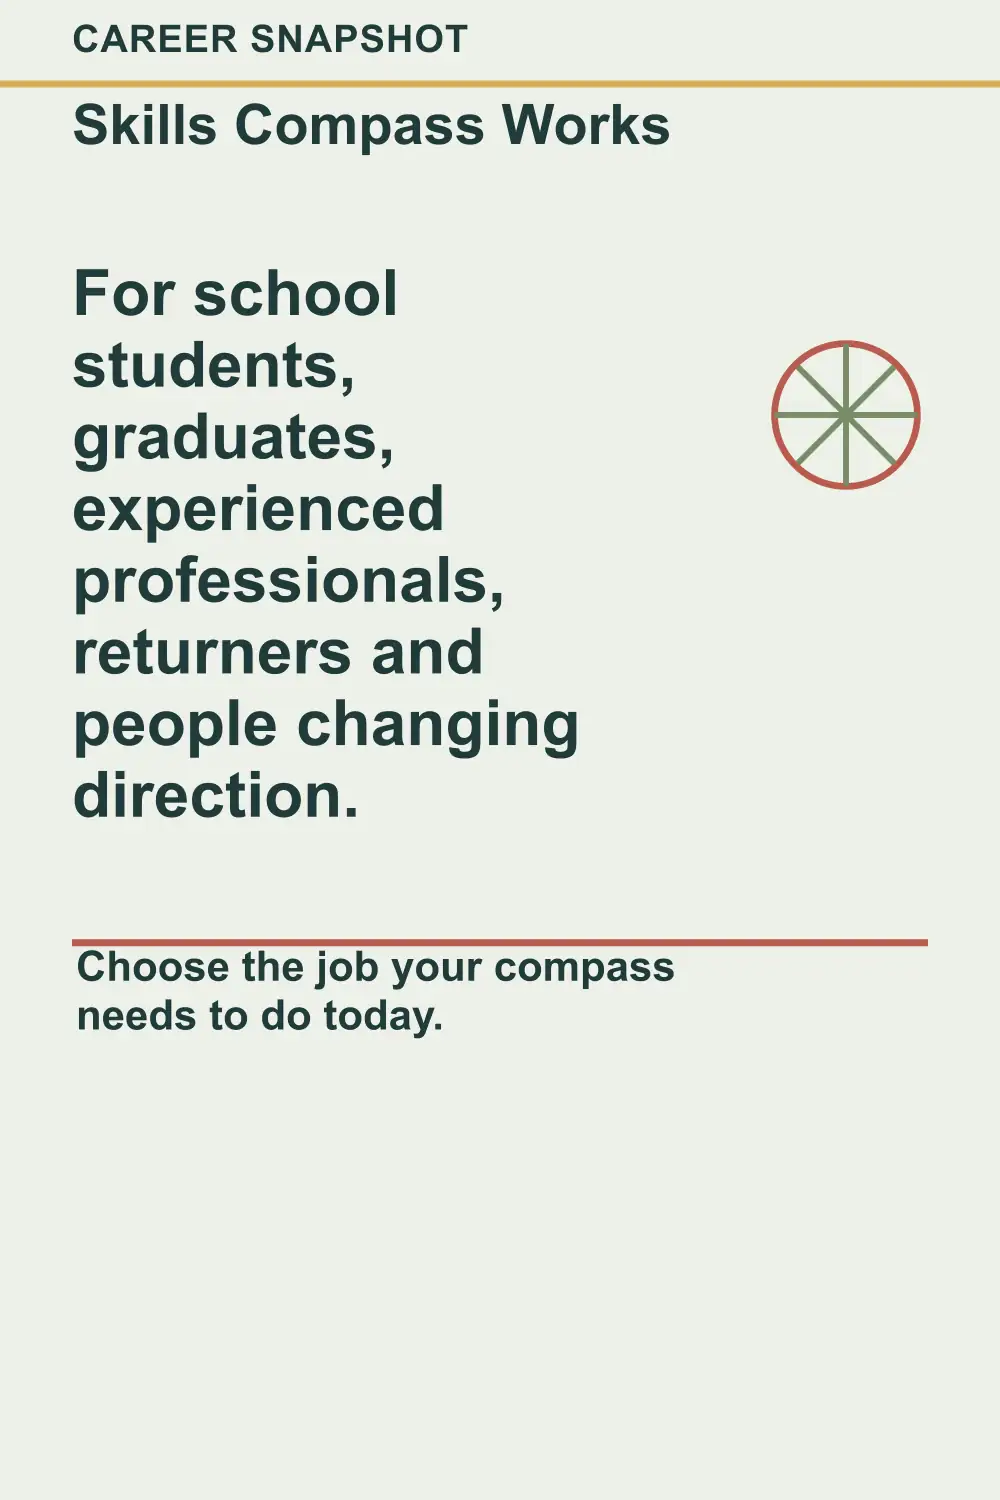 CAREER SNAPSHOT
Skills Compass Works
For school
students,
graduates,
experienced
professionals,
returners and
people changing
direction.
Choose the job your compass
needs to do today.